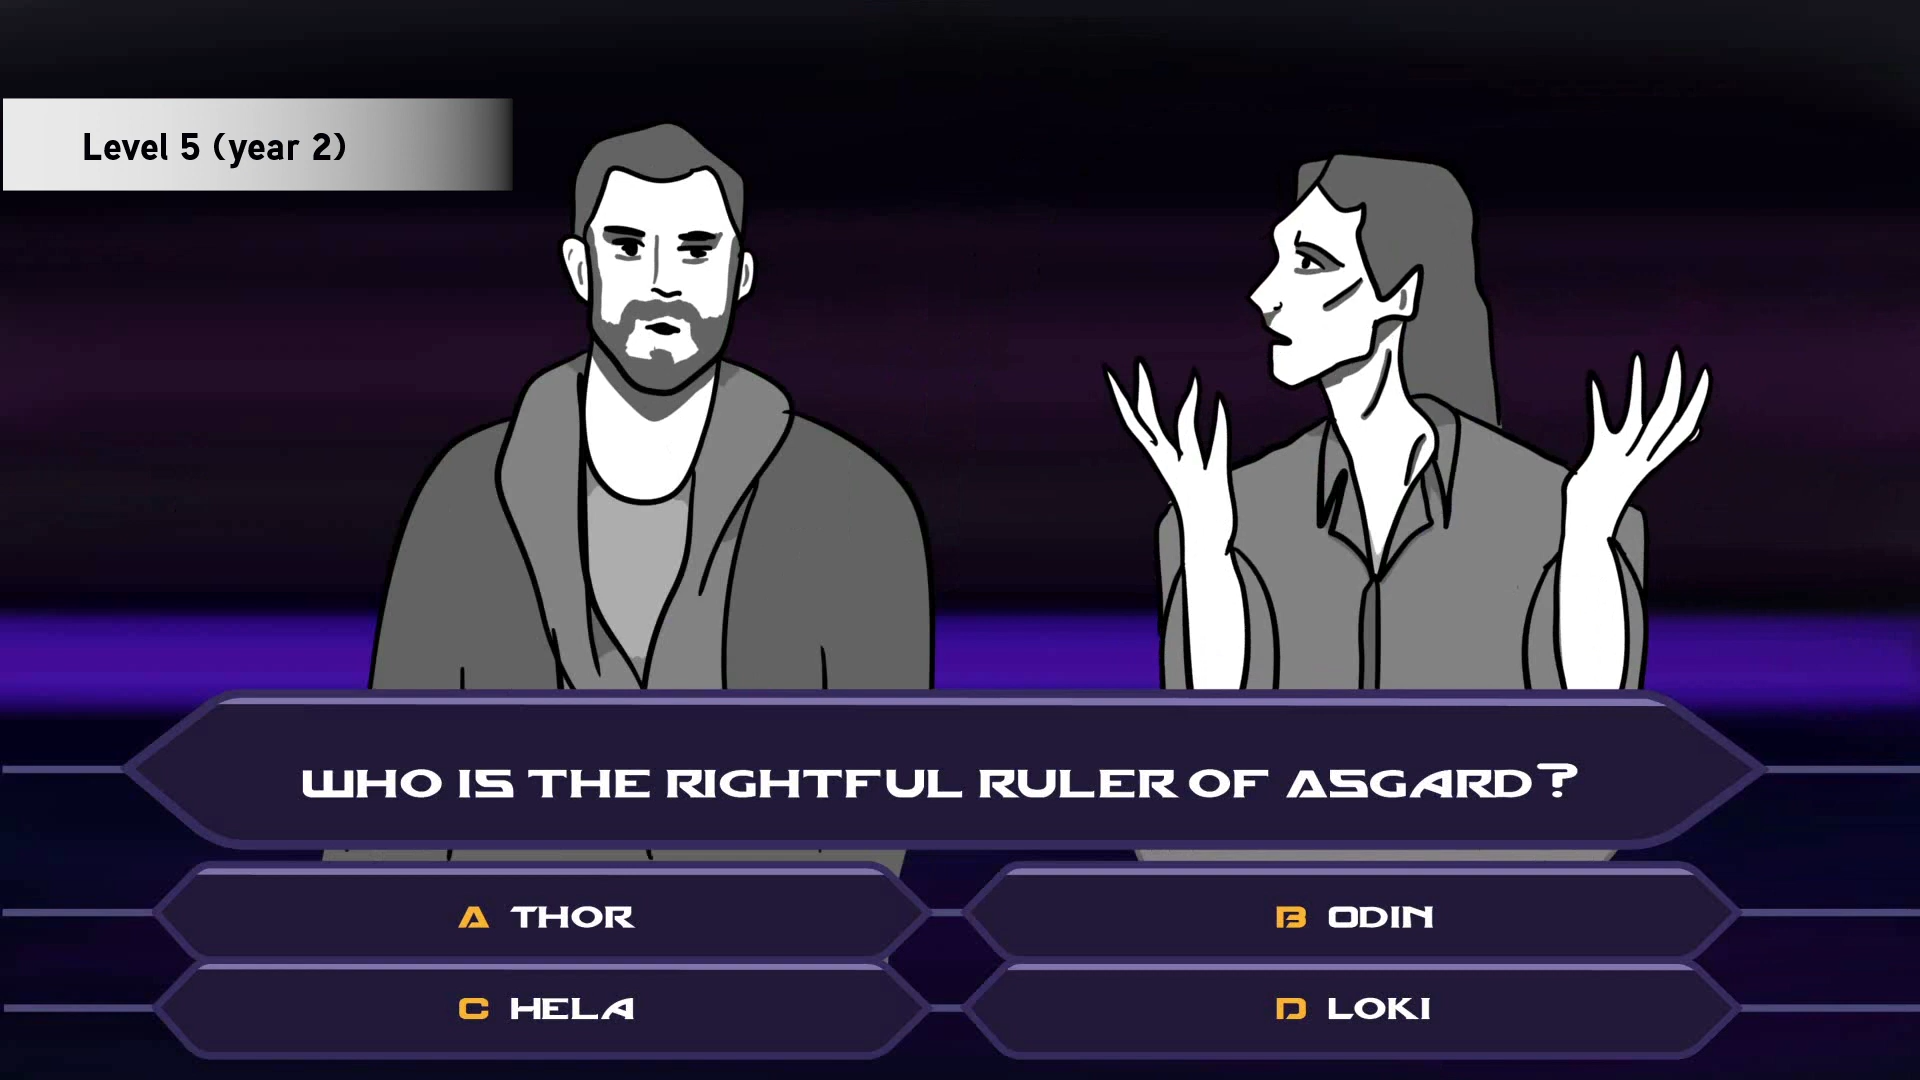 Level 5 (year 2)
WHO IS THE RIGHTFUL RULER OF ASGARD?
A THOR
B ODIN
C HELA
D LOKI